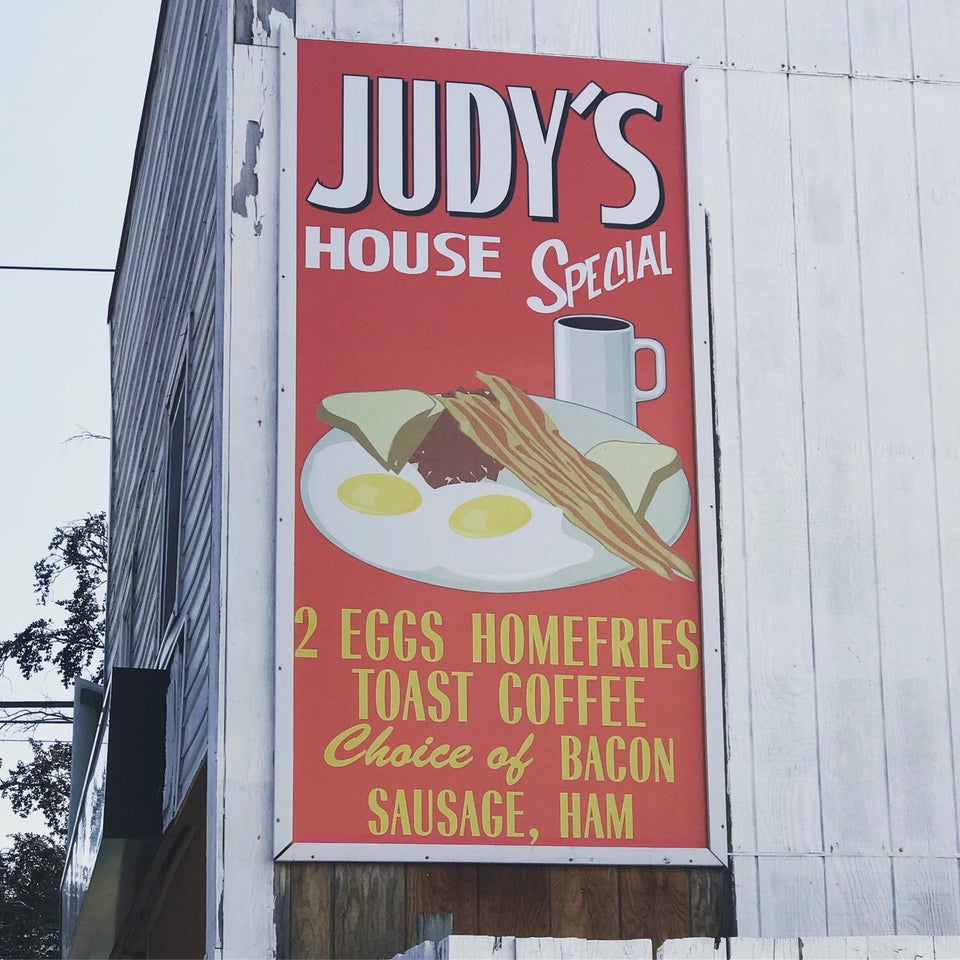 JUDY'S
HOUSE SPECIAL
2 EGGS HOMEFRIES
TOAST COFFEE
Choice of BACON
SAUSAGE, HAM